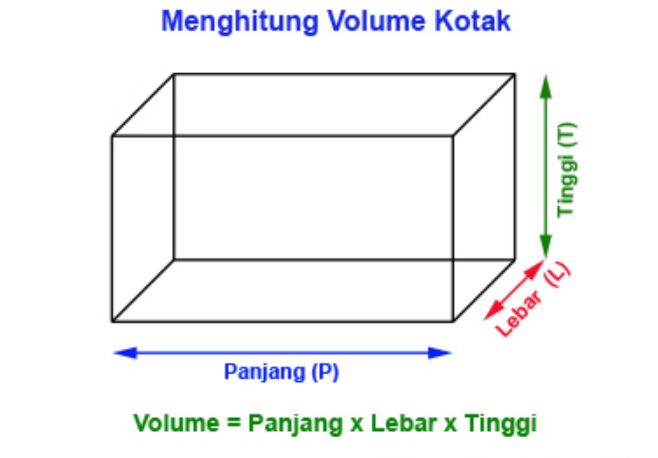 Menghitung Volume Kotak
Tinggi (T)
Lebar (L)
Panjang (P)
Volume = Panjang x Lebar x Tinggi